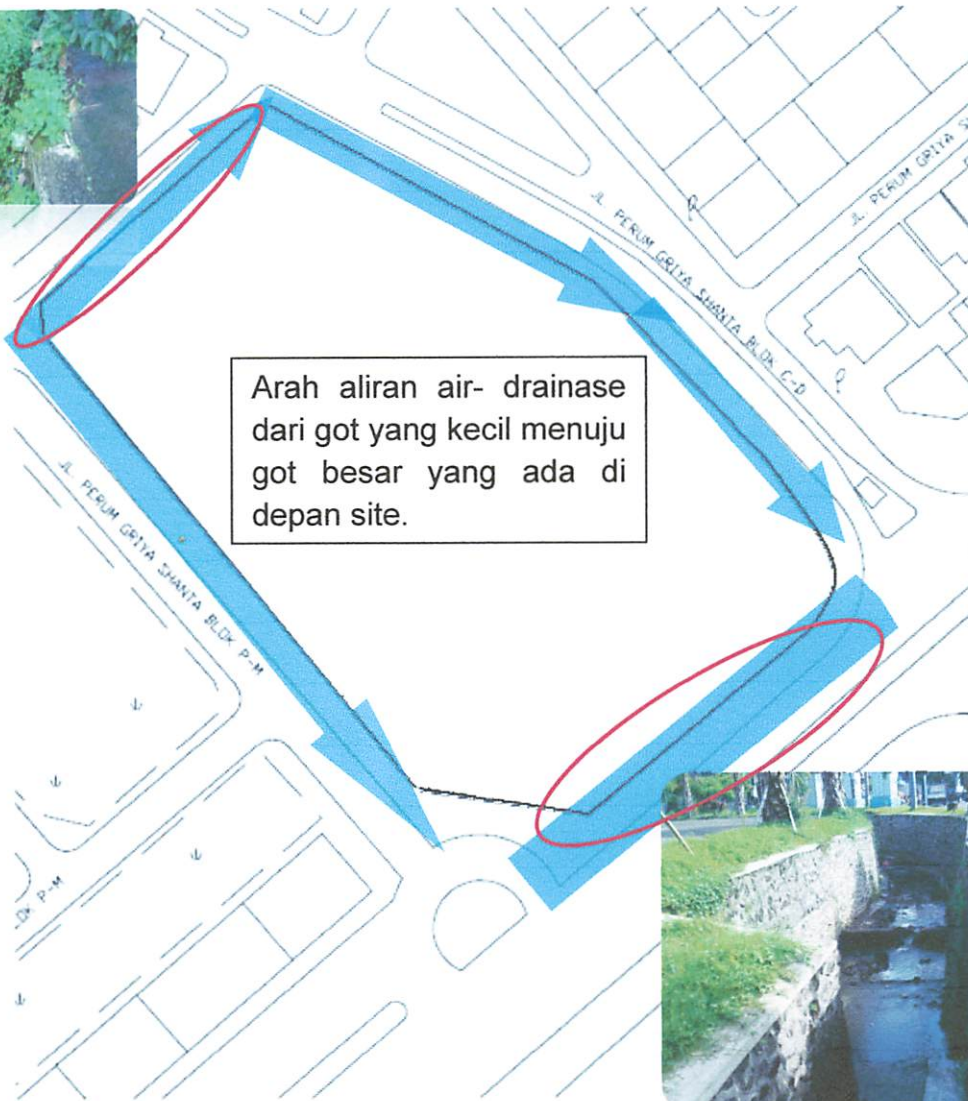 JL. PERUM GRIYA SHANTA BLOK C-D
JL. PERUM GRIYA
Arah aliran air- drainase
dari got yang kecil menuju
got besar yang ada di
depan site.
JL. PERUM GRIYA SHANTA BLOK P-M
P-M